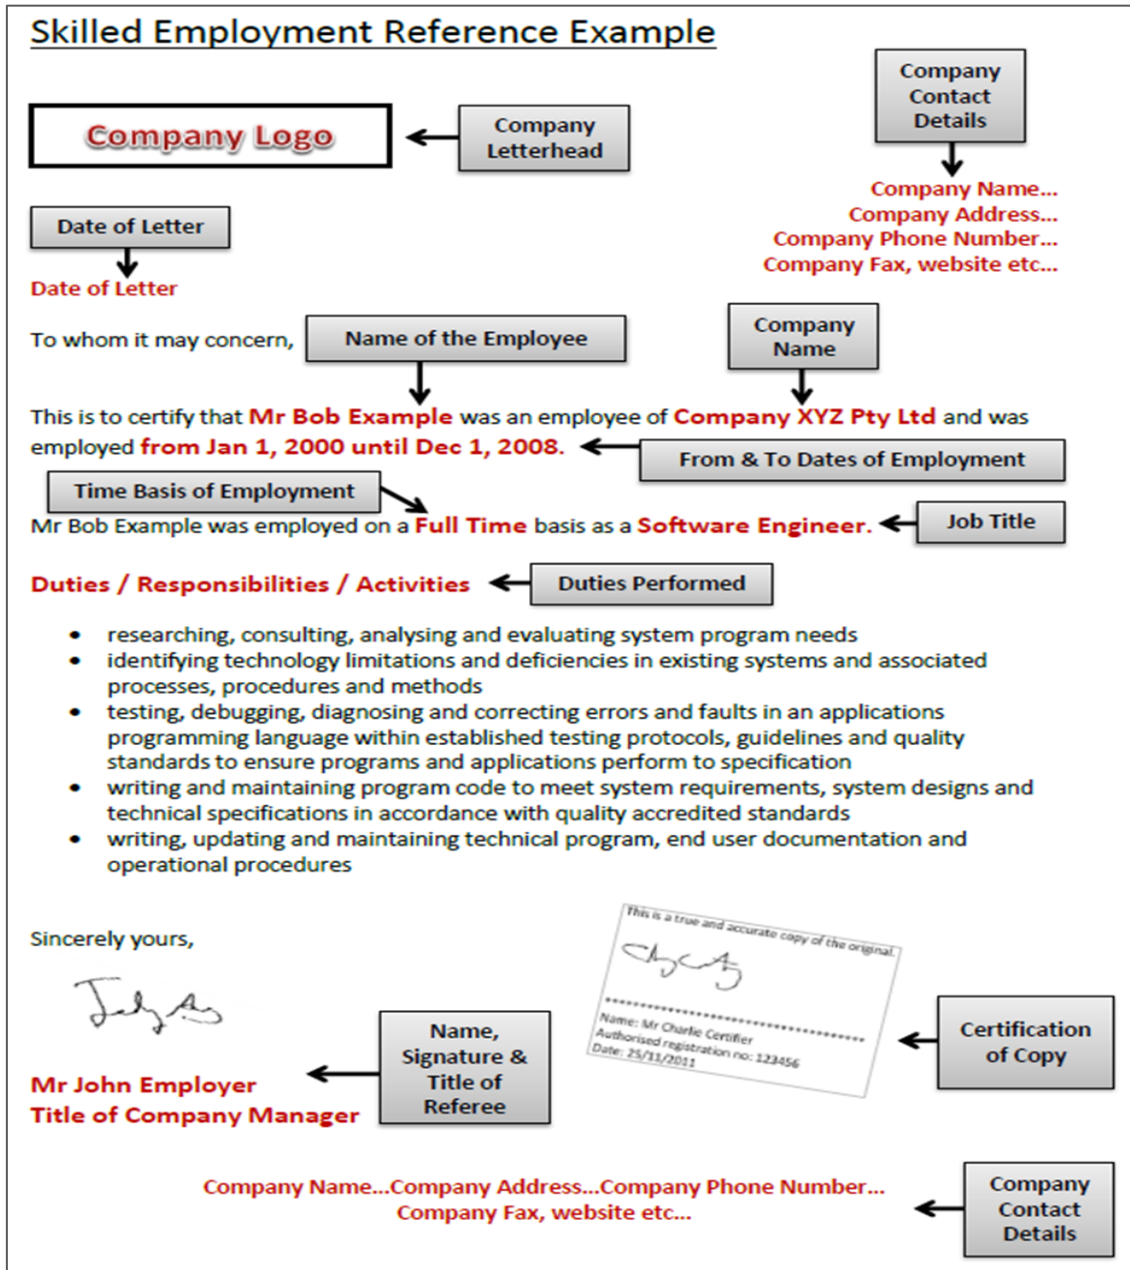 Skilled Employment Reference Example
Company
Contact
Details
Company Logo
Company
Letterhead
Company Name...
Company Address...
Company Phone Number...
Company Fax, website etc...
Date of Letter
Date of Letter
To whom it may concern,
Name of the Employee
Company
Name
This is to certify that Mr Bob Example was an employee of Company XYZ Pty Ltd and was
employed from Jan 1, 2000 until Dec 1, 2008.
From & To Dates of Employment
Time Basis of Employment
Mr Bob Example was employed on a Full Time basis as a Software Engineer.
Job Title
Duties / Responsibilities / Activities
Duties Performed
• researching, consulting, analysing and evaluating system program needs
• identifying technology limitations and deficiencies in existing systems and associated
processes, procedures and methods
• testing, debugging, diagnosing and correcting errors and faults in an applications
programming language within established testing protocols, guidelines and quality
standards to ensure programs and applications perform to specification
• writing and maintaining program code to meet system requirements, system designs and
technical specifications in accordance with quality accredited standards
• writing, updating and maintaining technical program, end user documentation and
operational procedures
Sincerely yours,
This is a true and accurate copy of the original.
Name: Mr Charlie Certifier
Authorised registration no: 123456
Date: 25/11/2011
Certification
of Copy
Name,
Signature &
Title of
Referee
Mr John Employer
Title of Company Manager
Company Name...Company Address...Company Phone Number...
Company Fax, website etc...
Company
Contact
Details